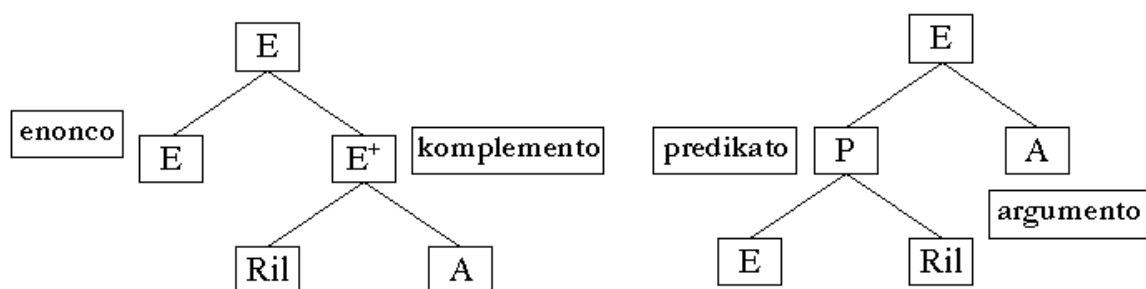 E
E
enonco
E
E⁺
komplemento
predikato
P
A
argumento
Ril
A
E
Ril